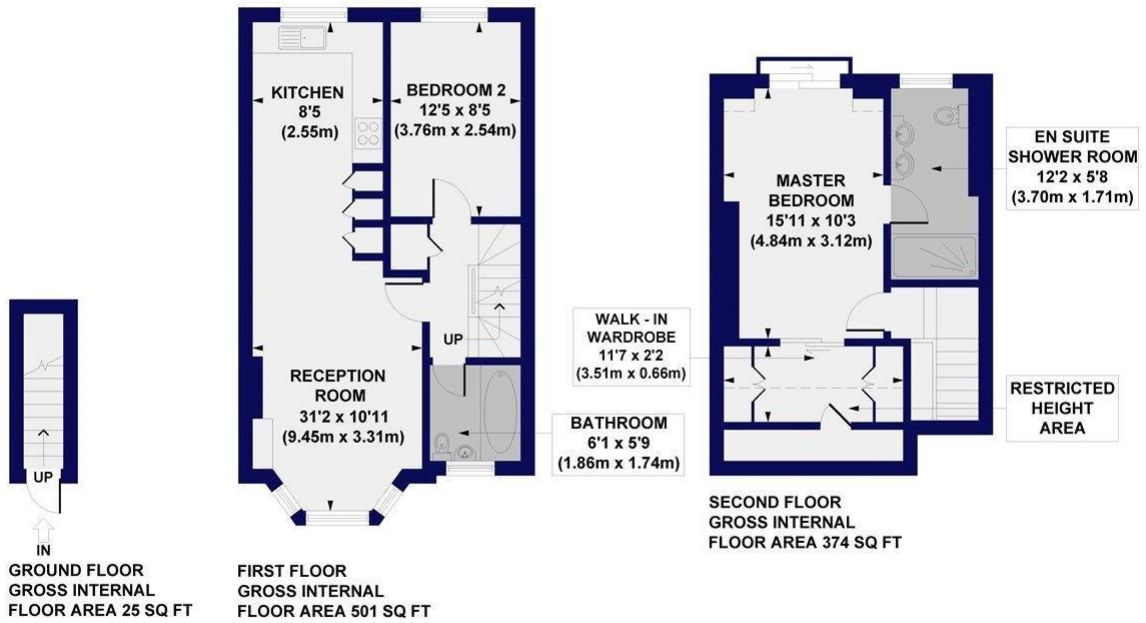 KITCHEN
8'5
(2.55m)
BEDROOM 2
12'5 x 8'5
(3.76m x 2.54m)
UP
RECEPTION
ROOM
31'2 x 10'11
(9.45m x 3.31m)
BATHROOM
6'1 x 5'9
(1.86m x 1.74m)
MASTER
BEDROOM
15'11 x 10'3
(4.84m x 3.12m)
EN SUITE
SHOWER ROOM
12'2 x 5'8
(3.70m x 1.71m)
WALK - IN
WARDROBE
11'7 x 2'2
(3.51m x 0.66m)
RESTRICTED
HEIGHT
AREA
UP
IN
GROUND FLOOR
GROSS INTERNAL
FLOOR AREA 25 SQ FT
FIRST FLOOR
GROSS INTERNAL
FLOOR AREA 501 SQ FT
SECOND FLOOR
GROSS INTERNAL
FLOOR AREA 374 SQ FT